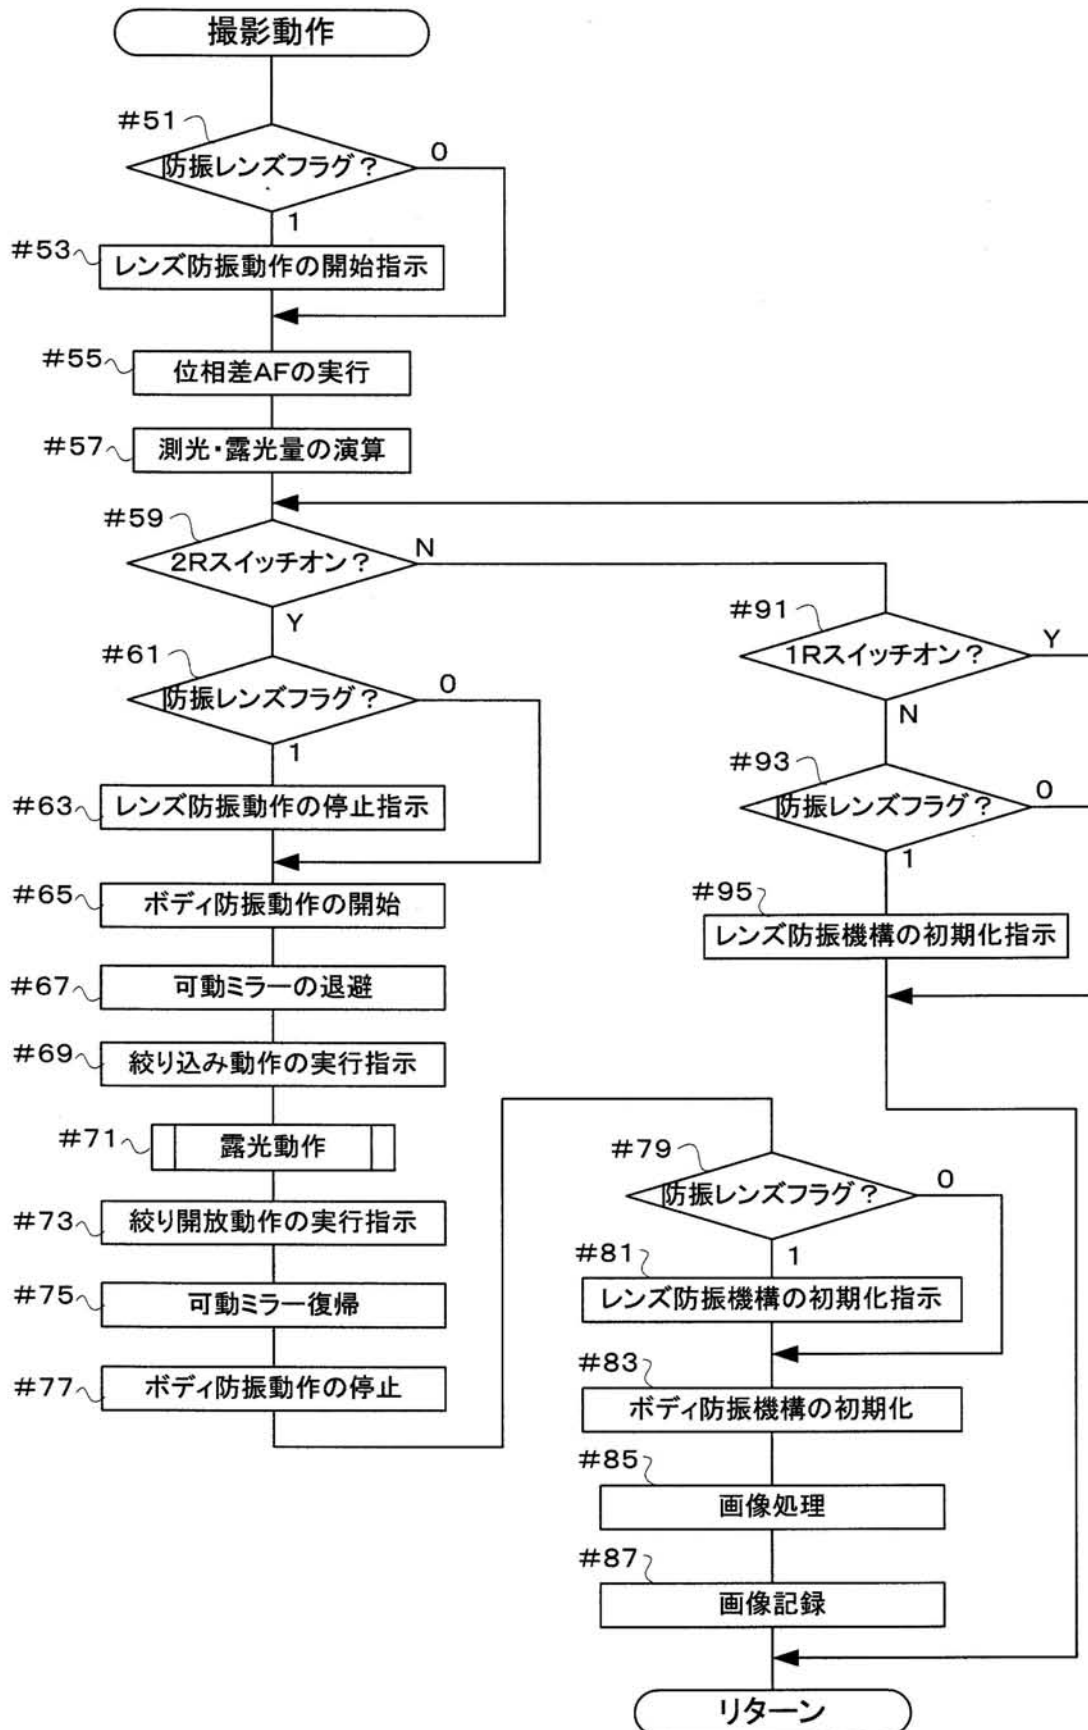 撮影動作
#51
防振レンズフラグ?
0
1
#53
レンズ防振動作の開始指示
#55
位相差AFの実行
#57
測光・露光量の演算
#59
2Rスイッチオン?
N
Y
#61
防振レンズフラグ?
0
1
#63
レンズ防振動作の停止指示
#65
ボディ防振動作の開始
#67
可動ミラーの退避
#69
絞り込み動作の実行指示
#71
露光動作
#73
絞り開放動作の実行指示
#75
可動ミラー復帰
#77
ボディ防振動作の停止
#79
防振レンズフラグ?
0
1
#81
レンズ防振機構の初期化指示
#83
ボディ防振機構の初期化
#85
画像処理
#87
画像記録
#91
1Rスイッチオン?
Y
N
#93
防振レンズフラグ?
0
1
#95
レンズ防振機構の初期化指示
リターン